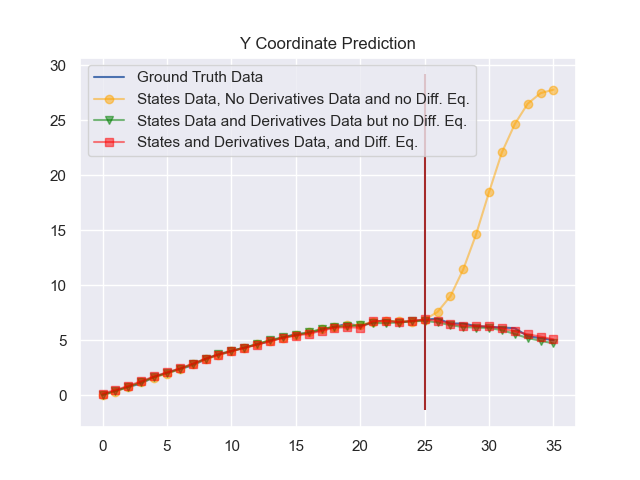 Y Coordinate Prediction
Ground Truth Data
States Data, No Derivatives Data and no Diff. Eq.
States Data and Derivatives Data but no Diff. Eq.
States and Derivatives Data, and Diff. Eq.
30
25
20
15
10
5
0
0 5 10 15 20 25 30 35